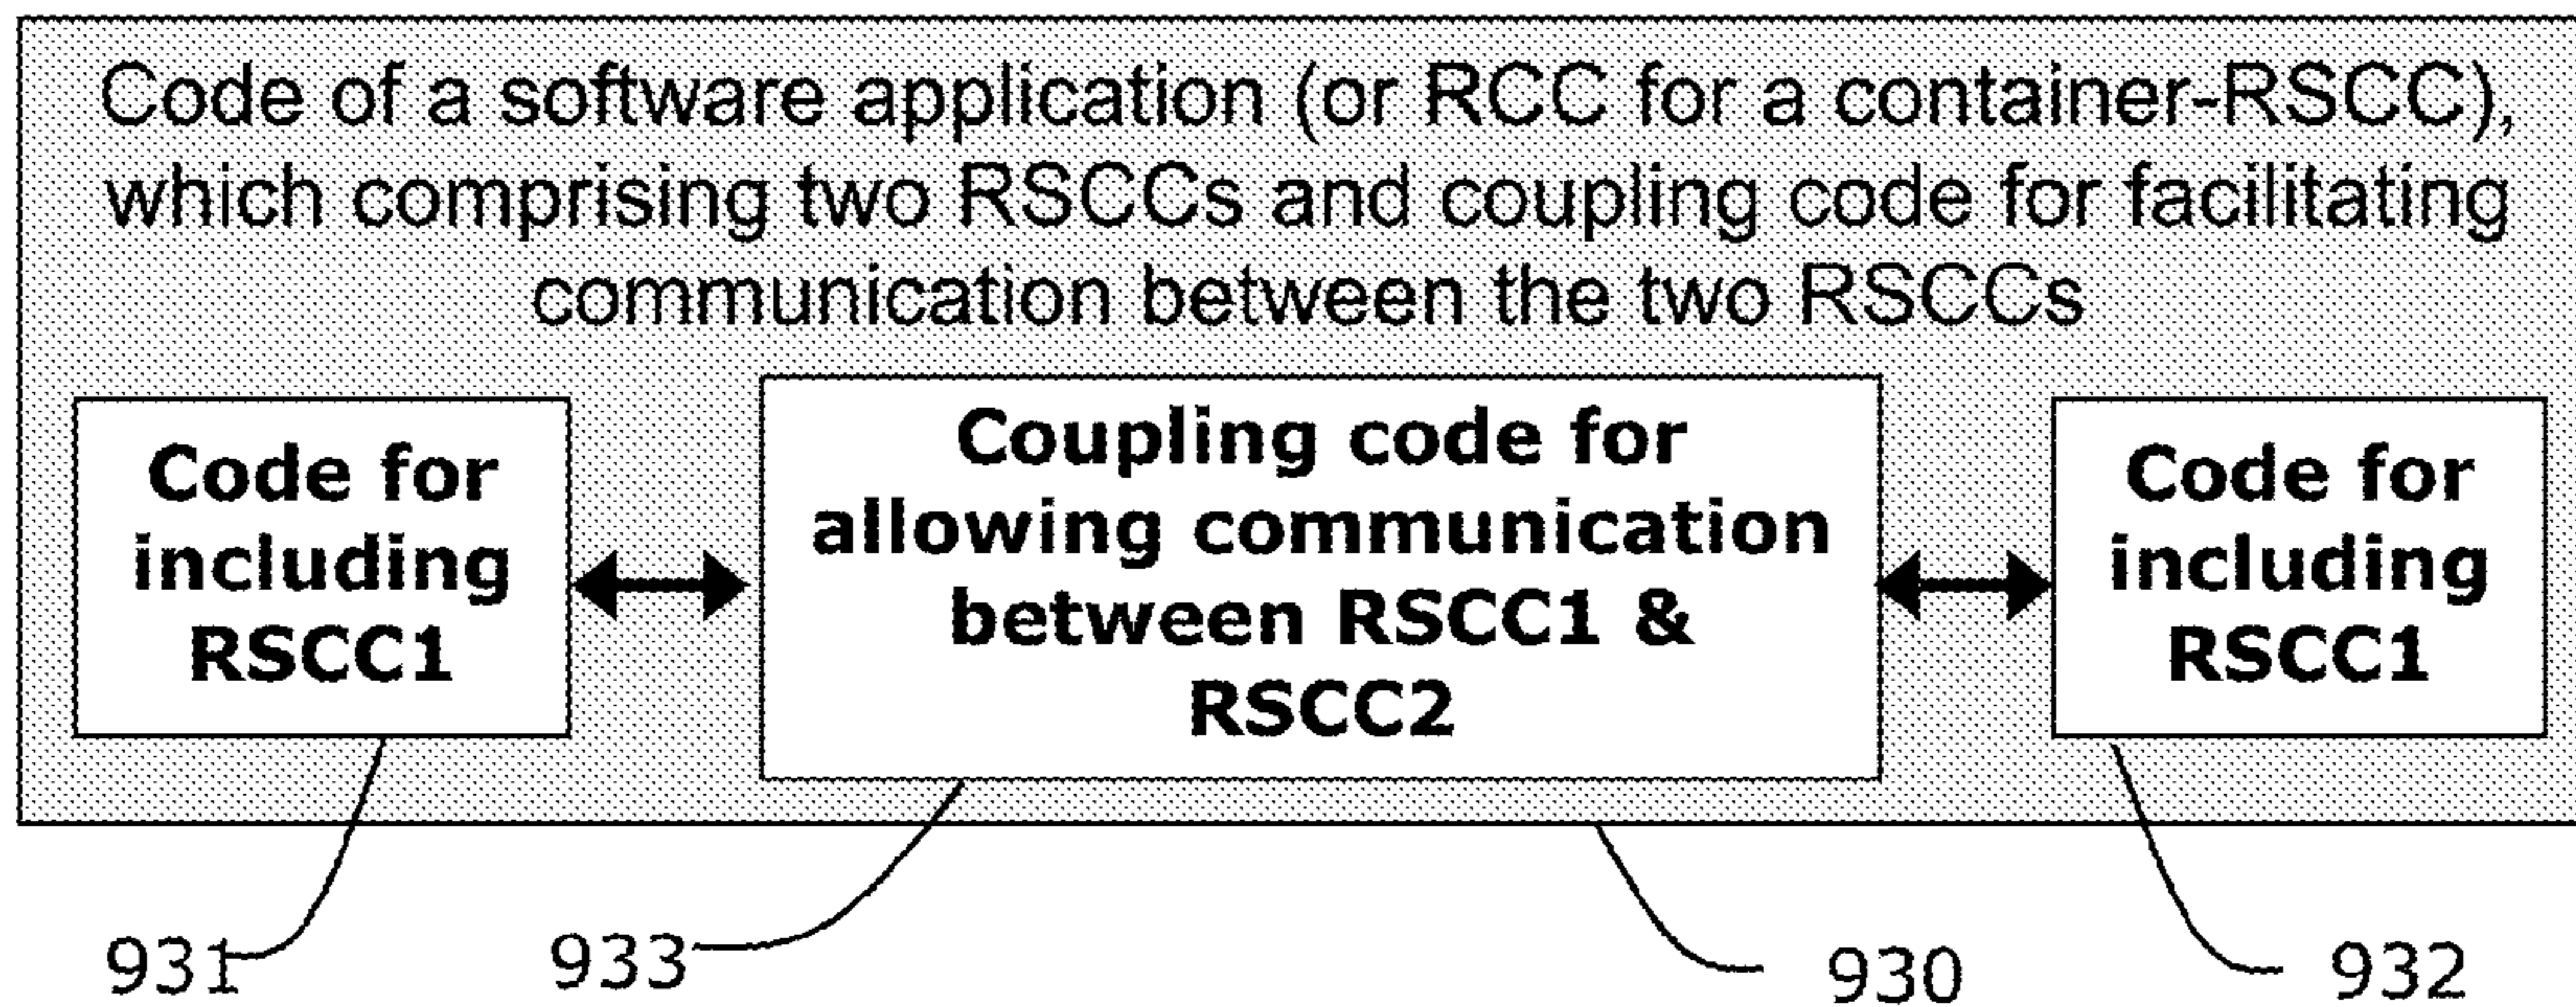 Code of a software application (or RCC for a container-RSCC),
which comprising two RSCCs and coupling code for facilitating
communication between the two RSCCs
Code for
including
RSCC1
Coupling code for
allowing communication
between RSCC1 &
RSCC2
Code for
including
RSCC1
931
933
930
932